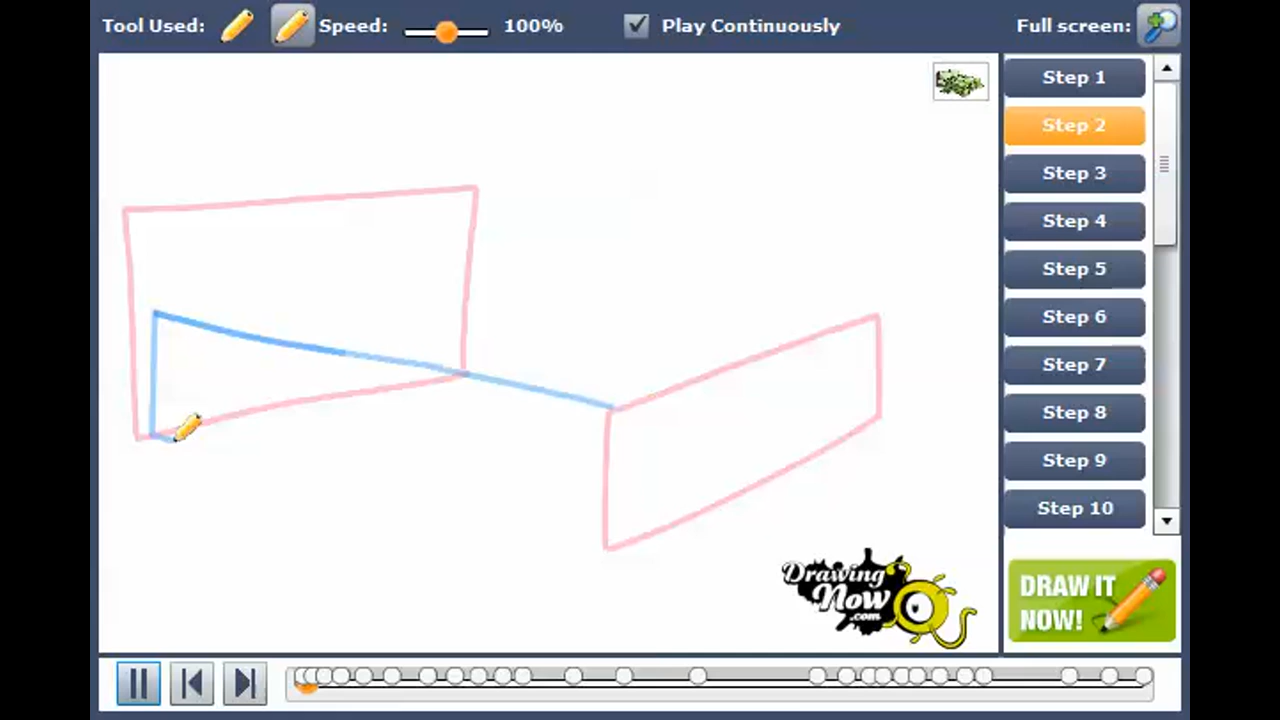 Tool Used: Speed: 100% Play Continuously Full screen:
Step 1
Step 2
Step 3
Step 4
Step 5
Step 6
Step 7
Step 8
Step 9
Step 10
Drawing
Now
.com
DRAW IT
NOW!